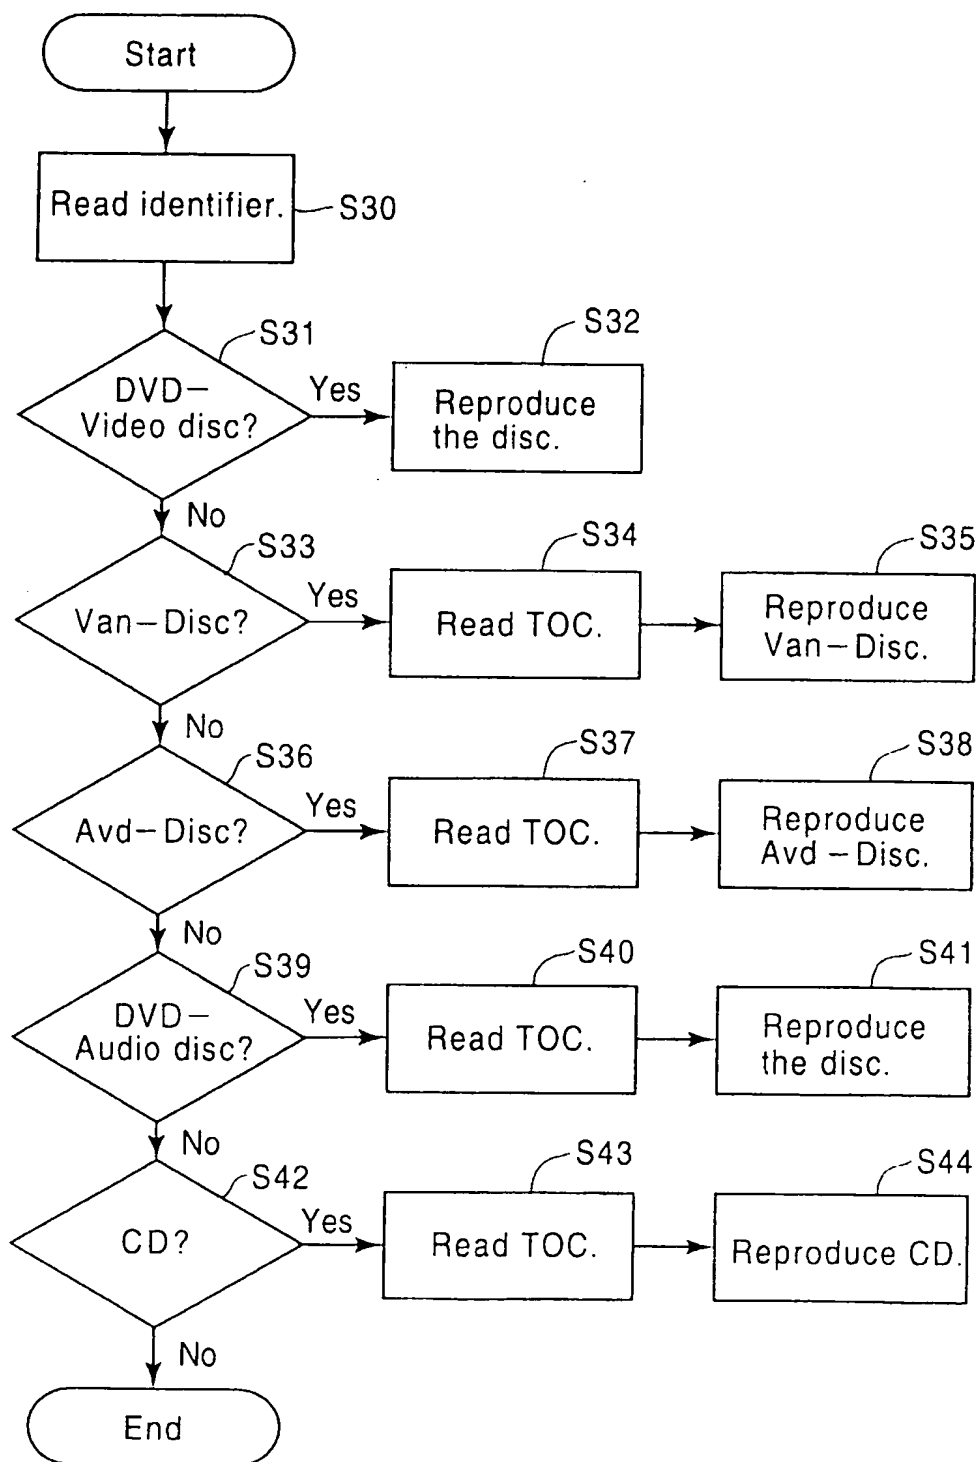 Start
Read identifier.
S30
S31
DVD–
Video disc?
Yes
S32
Reproduce
the disc.
No
S33
Van–Disc?
Yes
S34
Read TOC.
S35
Reproduce
Van–Disc.
No
S36
Avd–Disc?
Yes
S37
Read TOC.
S38
Reproduce
Avd –Disc.
No
S39
DVD–
Audio disc?
Yes
S40
Read TOC.
S41
Reproduce
the disc.
No
S42
CD?
Yes
S43
Read TOC.
S44
Reproduce CD.
No
End